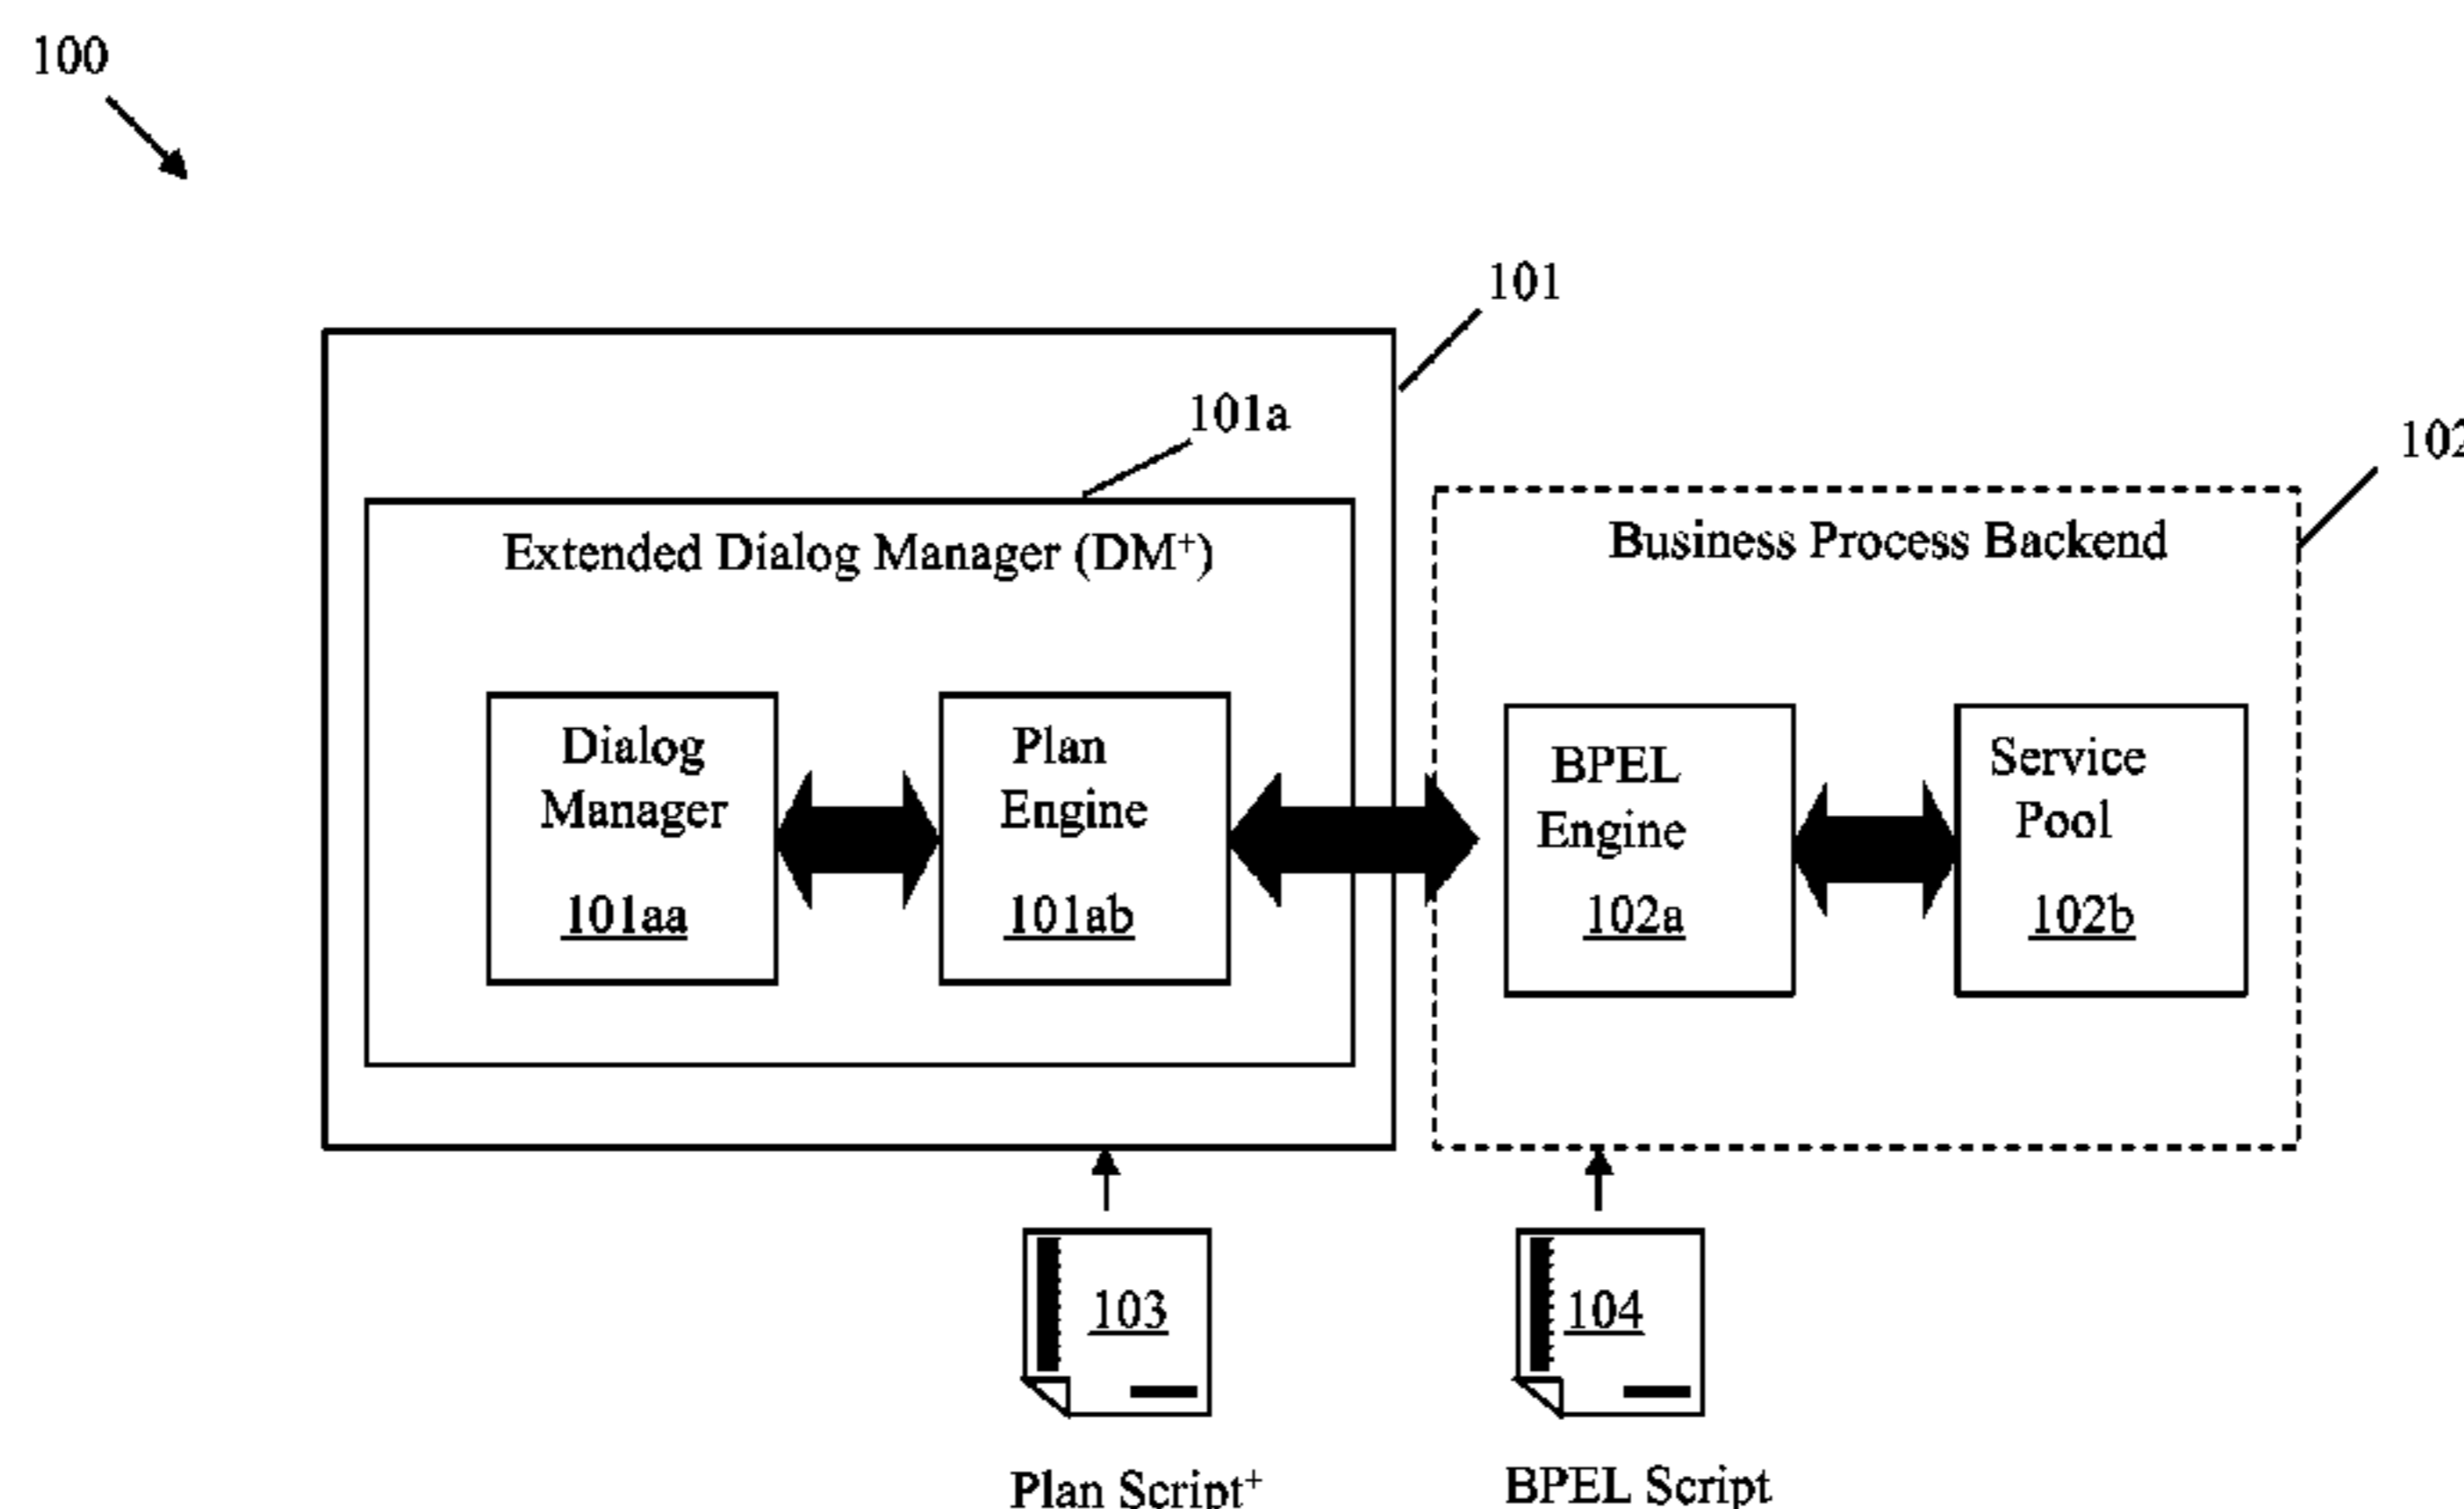 100
101
101a
102
Extended Dialog Manager (DM⁺)
Business Process Backend
Dialog
Manager
101aa
Plan
Engine
101ab
BPEL
Engine
102a
Service
Pool
102b
103
104
Plan Script⁺
BPEL Script